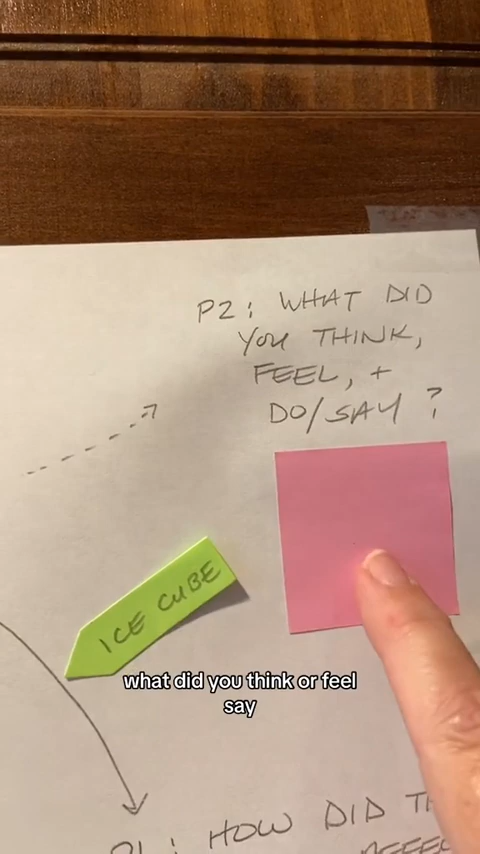 P2: WHAT DID
YOU THINK,
FEEL, +
DO/SAY?
ICE CUBE
what did you think or feel
say
P1: HOW DID